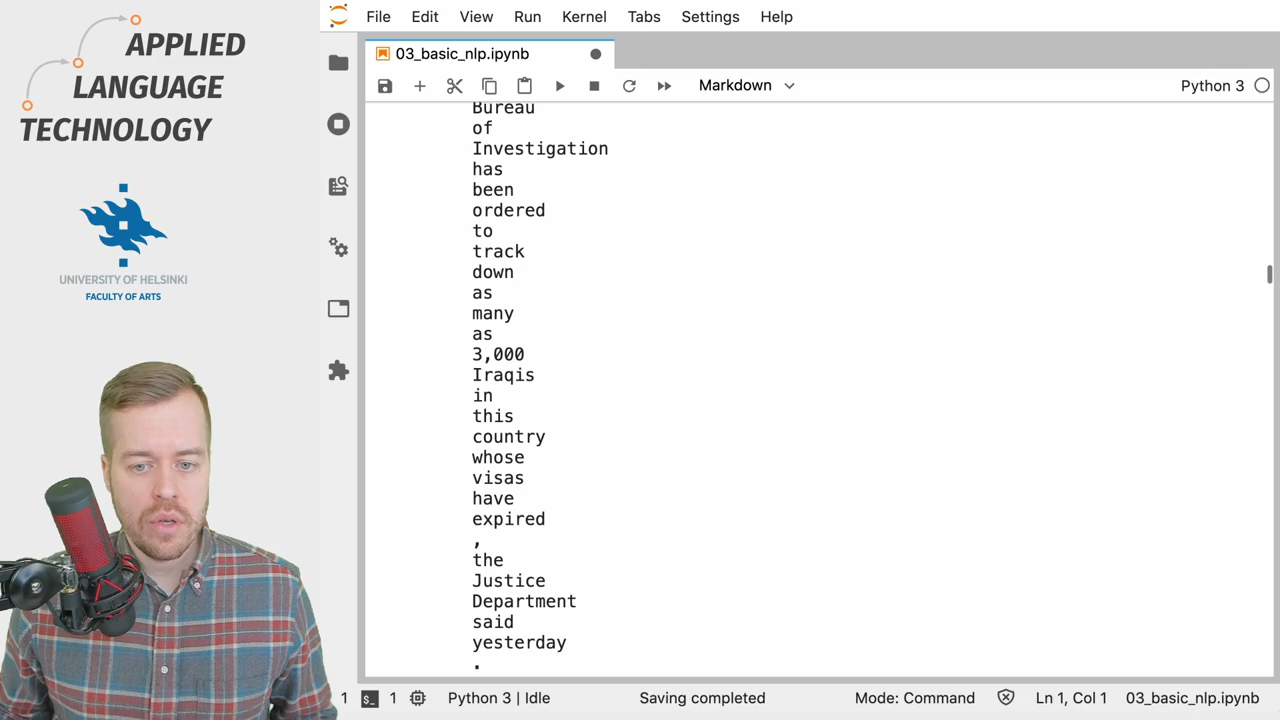 APPLIED
LANGUAGE
TECHNOLOGY
UNIVERSITY OF HELSINKI
FACULTY OF ARTS
File Edit View Run Kernel Tabs Settings Help
03_basic_nlp.ipynb
Markdown
Python 3
Bureau
of
Investigation
has
been
ordered
to
track
down
as
many
as
3,000
Iraqis
in
this
country
whose
visas
have
expired
,
the
Justice
Department
said
yesterday
.
1 $_ 1 Python 3 | Idle Saving completed Mode: Command Ln 1, Col 1 03_basic_nlp.ipynb